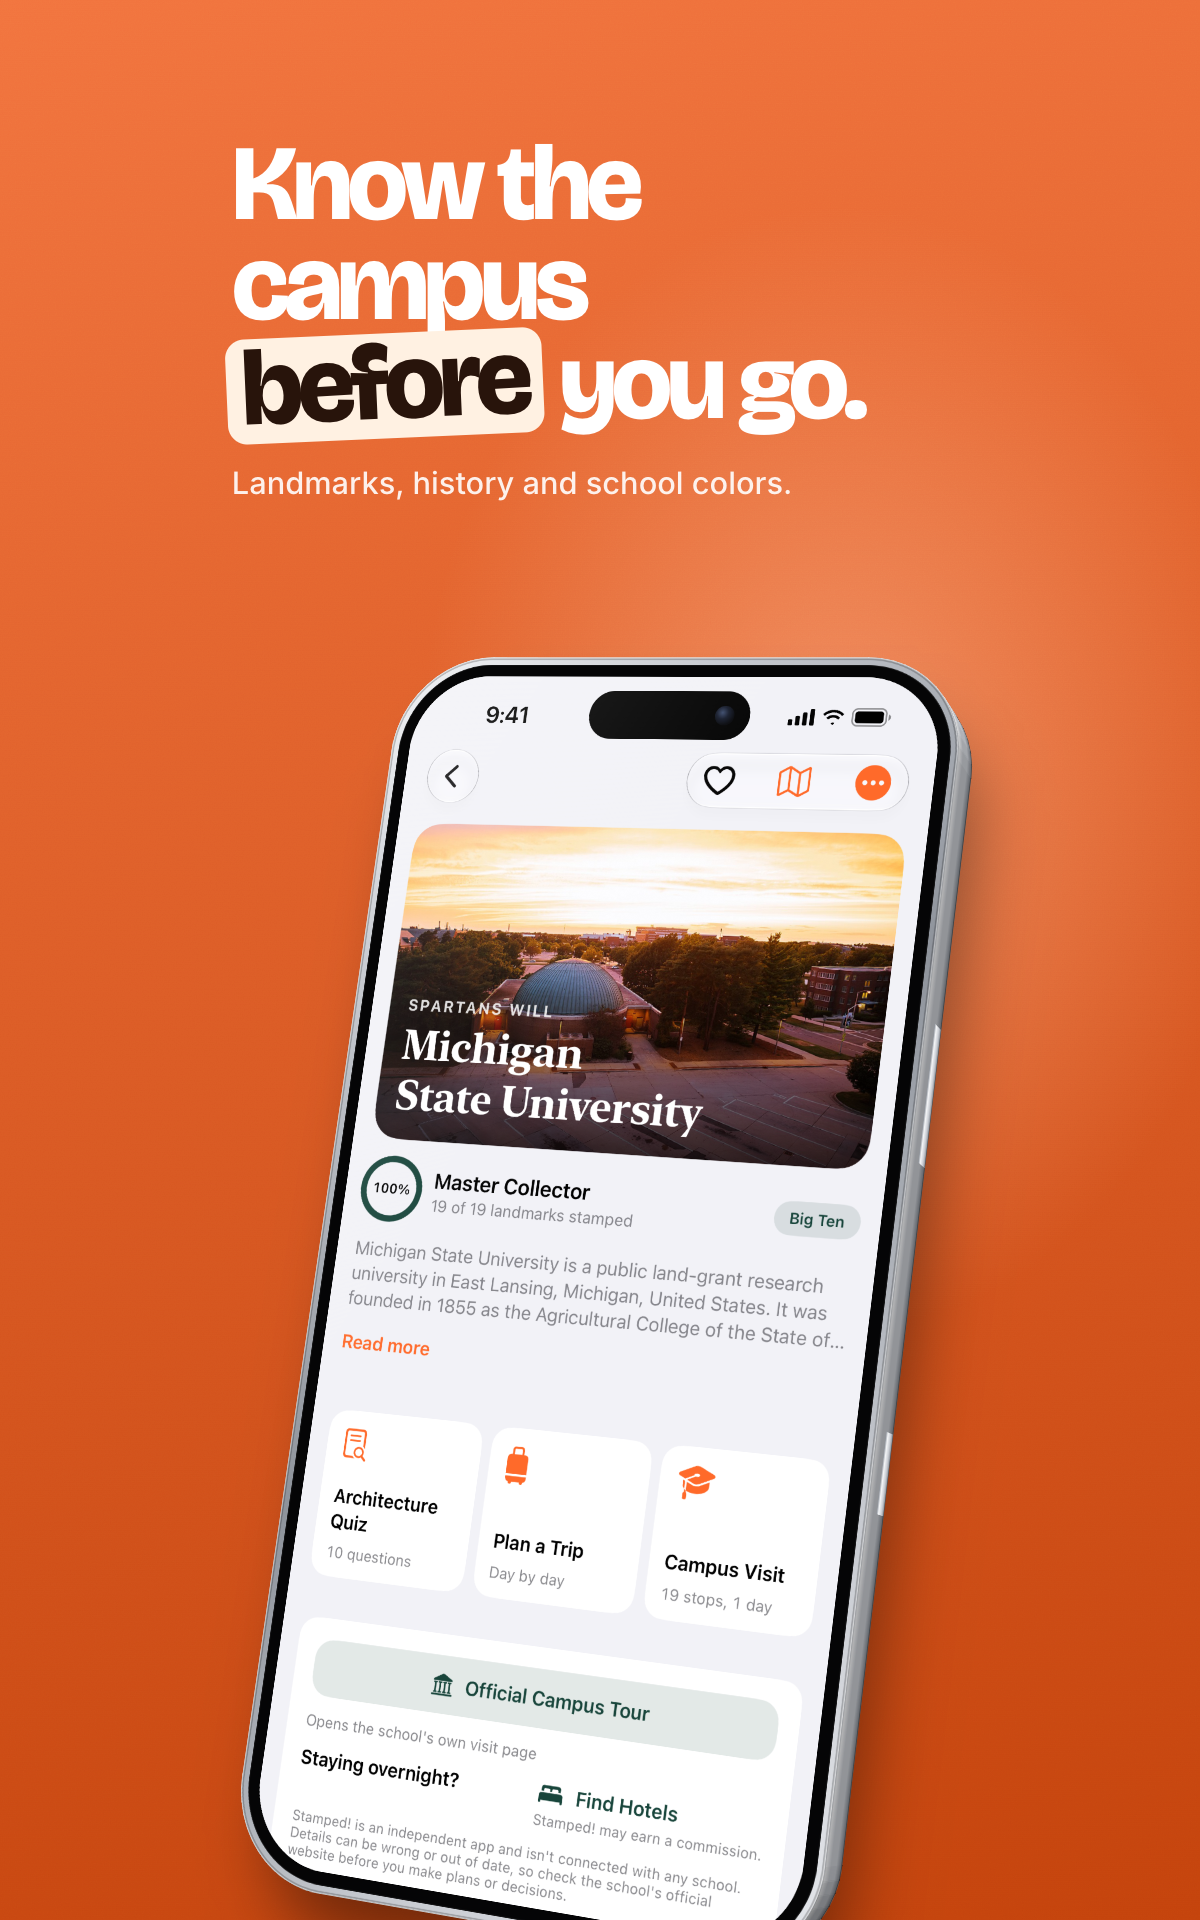 Know the
campus
before you go.
Landmarks, history and school colors.
9:41
SPARTANS WILL
Michigan
State University
100%
Master Collector
19 of 19 landmarks stamped
Big Ten
Michigan State University is a public land-grant research
university in East Lansing, Michigan, United States. It was
founded in 1855 as the Agricultural College of the State of...
Read more
Architecture
Quiz
10 questions
Plan a Trip
Day by day
Campus Visit
19 stops, 1 day
Official Campus Tour
Opens the school's own visit page
Staying overnight?
Find Hotels
Stamped! may earn a commission.
Stamped! is an independent app and isn't connected with any school.
Details can be wrong or out of date, so check the school's official
website before you make plans or decisions.